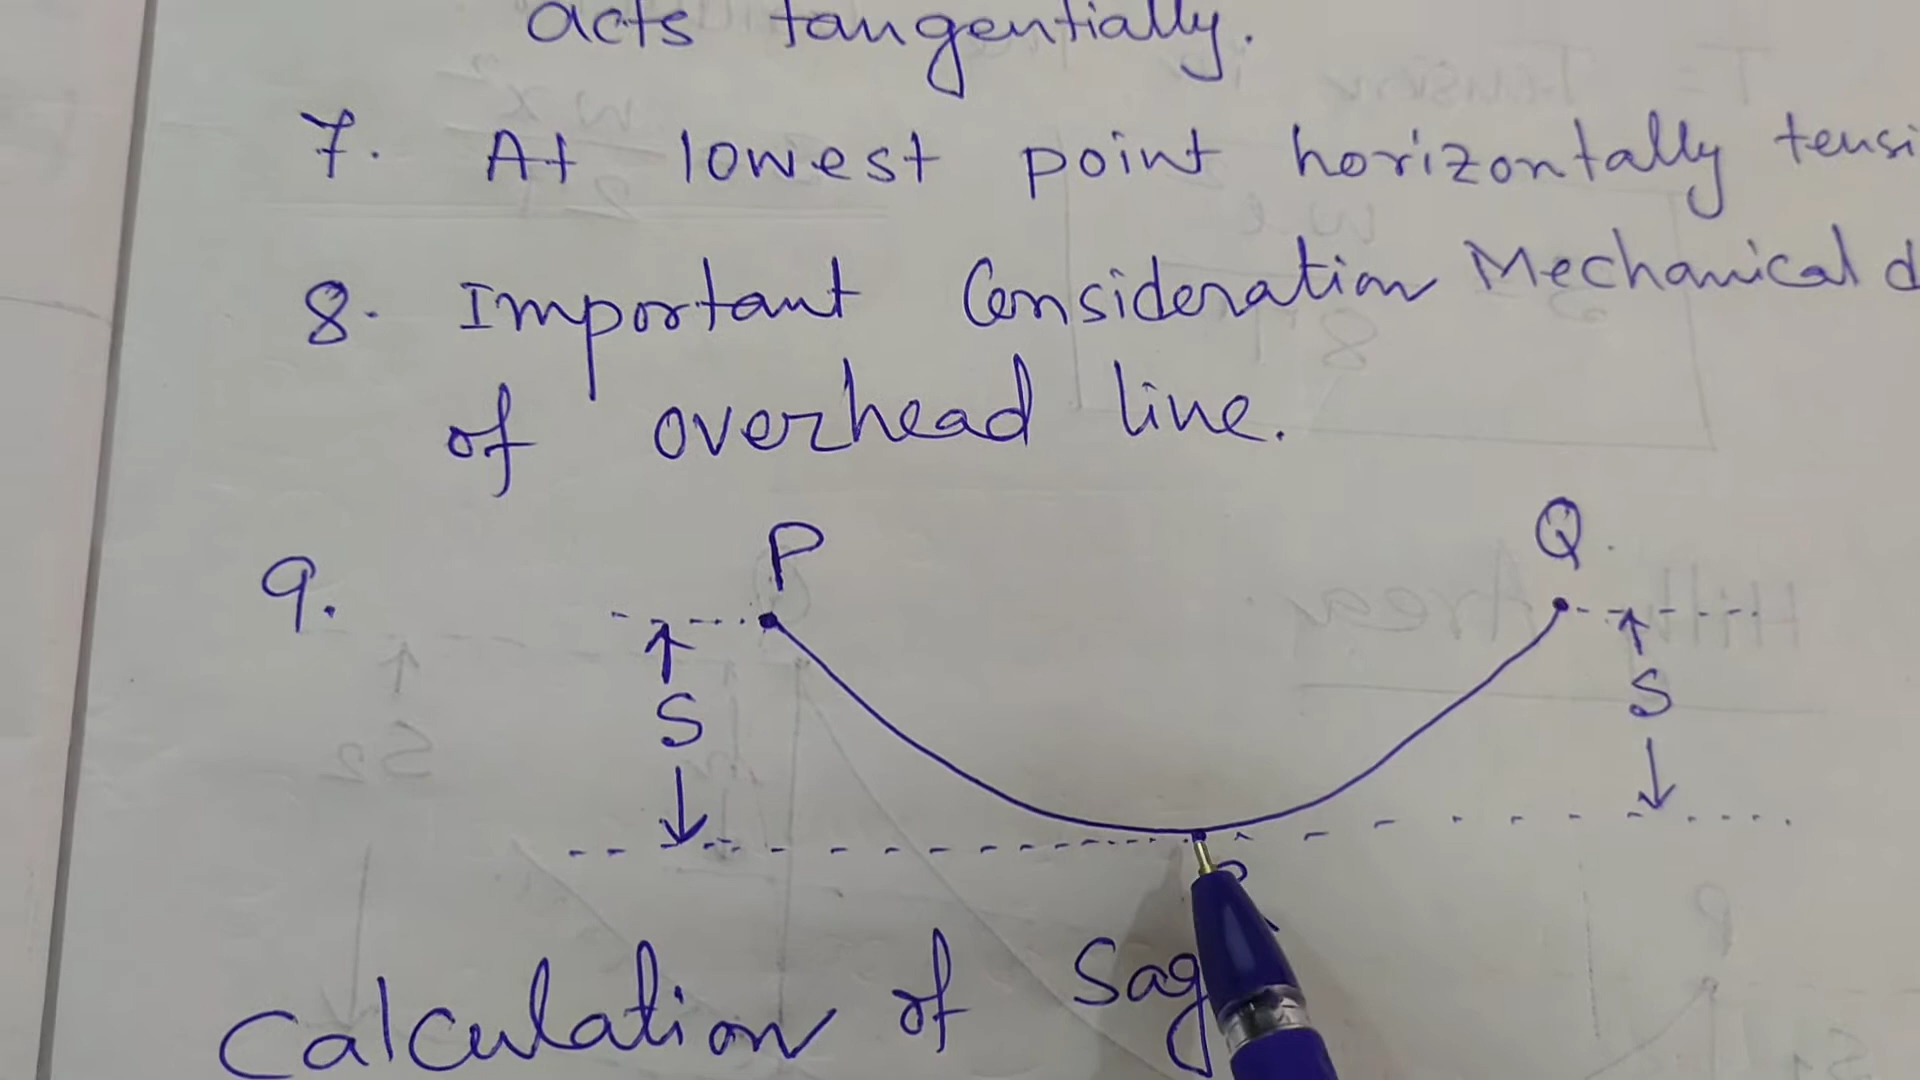 acts tangentially.
7. At lowest point horizontally tensi
8. Important Consideration Mechanical d
of overhead line.
9.
P Q
S S
Calculation of Sag